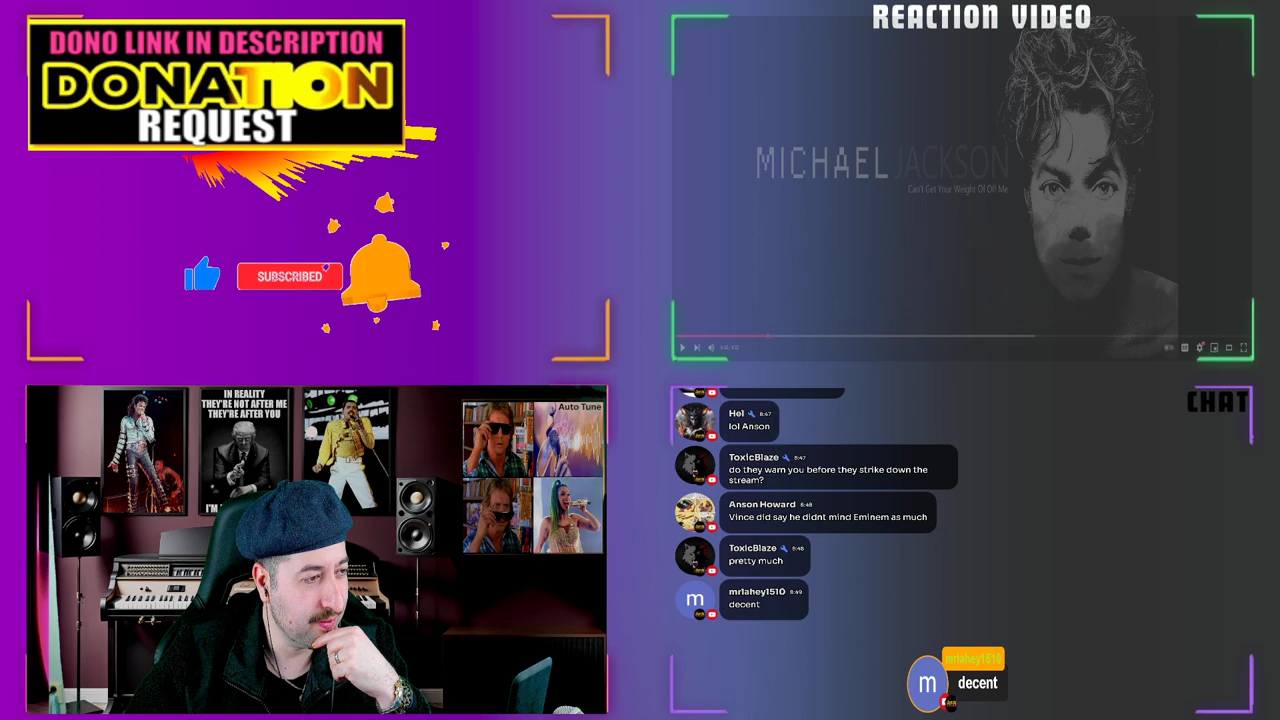 DONO LINK IN DESCRIPTION
DONATION
REQUEST
SUBSCRIBED
REACTION VIDEO
MICHAEL JACKSON
Can't Get Your Weight Of Off Me
IN REALITY
THEY'RE NOT AFTER ME
THEY'RE AFTER YOU
Auto Tune
CHAT
Hel 8:47
lol Anson
ToxicBlaze 8:47
do they warn you before they strike down the
stream?
Anson Howard 8:48
Vince did say he didnt mind Eminem as much
ToxicBlaze 8:48
pretty much
m
mrlahey1510 8:49
decent
mrlahey1510
m
decent